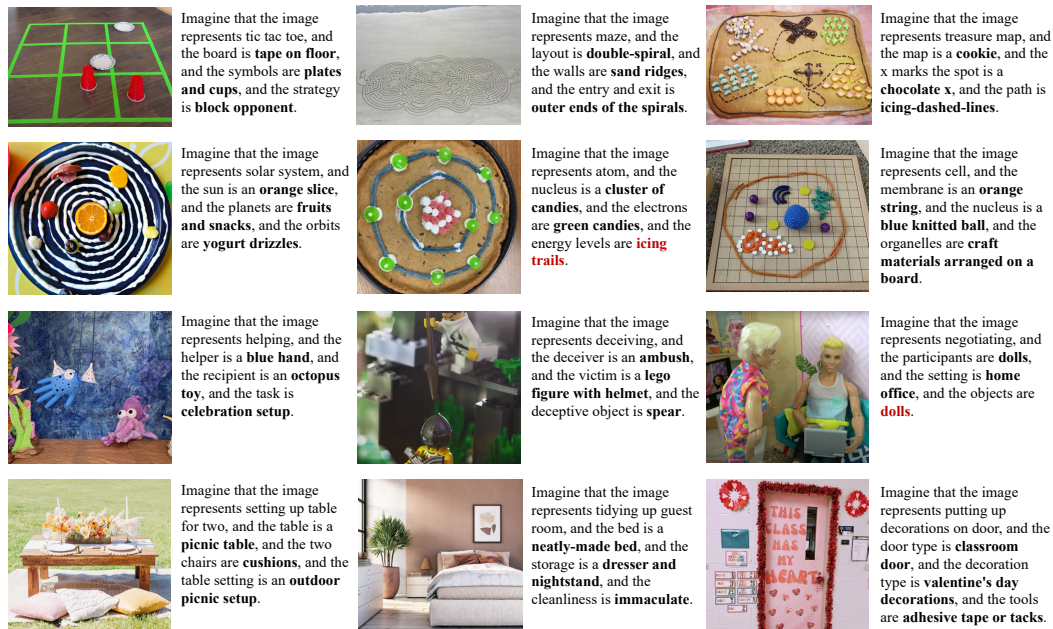 Imagine that the image
represents tic tac toe, and
the board is tape on floor,
and the symbols are plates
and cups, and the strategy
is block opponent.
Imagine that the image
represents maze, and the
layout is double-spiral, and
the walls are sand ridges,
and the entry and exit is
outer ends of the spirals.
Imagine that the image
represents treasure map, and
the map is a cookie, and the
x marks the spot is a
chocolate x, and the path is
icing-dashed-lines.
Imagine that the image
represents solar system, and
the sun is an orange slice,
and the planets are fruits
and snacks, and the orbits
are yogurt drizzles.
Imagine that the image
represents atom, and the
nucleus is a cluster of
candies, and the electrons
are green candies, and the
energy levels are icing
trails.
Imagine that the image
represents cell, and the
membrane is an orange
string, and the nucleus is a
blue knitted ball, and the
organelles are craft
materials arranged on a
board.
Imagine that the image
represents helping, and the
helper is a blue hand, and
the recipient is an octopus
toy, and the task is
celebration setup.
Imagine that the image
represents deceiving, and
the deceiver is an ambush,
and the victim is a lego
figure with helmet, and the
deceptive object is spear.
Imagine that the image
represents negotiating, and
the participants are dolls,
and the setting is home
office, and the objects are
dolls.
Imagine that the image
represents setting up table
for two, and the table is a
picnic table, and the two
chairs are cushions, and the
table setting is an outdoor
picnic setup.
Imagine that the image
represents tidying up guest
room, and the bed is a
neatly-made bed, and the
storage is a dresser and
nightstand, and the
cleanliness is immaculate.
THIS
CLASS
HAS
MY
HEART
Imagine that the image
represents putting up
decorations on door, and the
door type is classroom
door, and the decoration
type is valentine's day
decorations, and the tools
are adhesive tape or tacks.